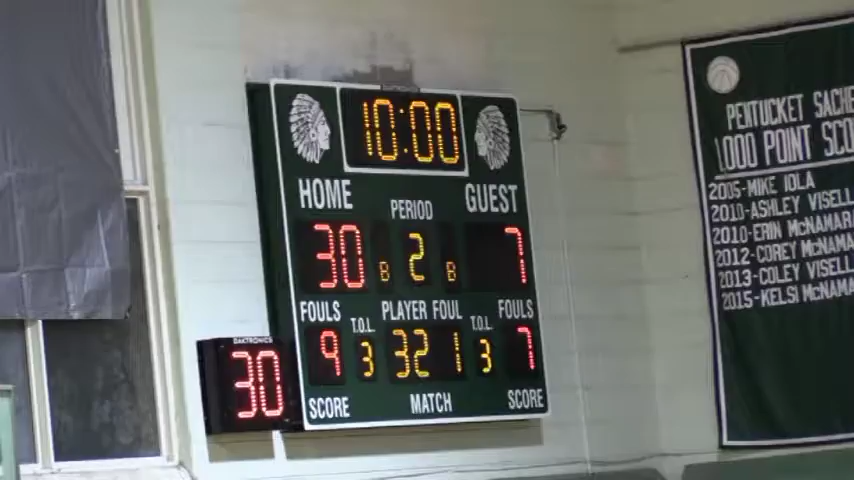 10:00
HOME PERIOD GUEST
30 B 2 B 7
FOULS T.O.L. PLAYER FOUL T.O.L. FOULS
9 3 32 1 3 7
SCORE MATCH SCORE
DAKTRONICS
30
PENTUCKET SACHE
1000 POINT SCO
2005-MIKE IOLA
2010-ASHLEY VISELL
2010-ERIN MCNAMAR
2012-COREY MCNAMA
2013-COLEY VISELL
2015-KELSI MCNAMA